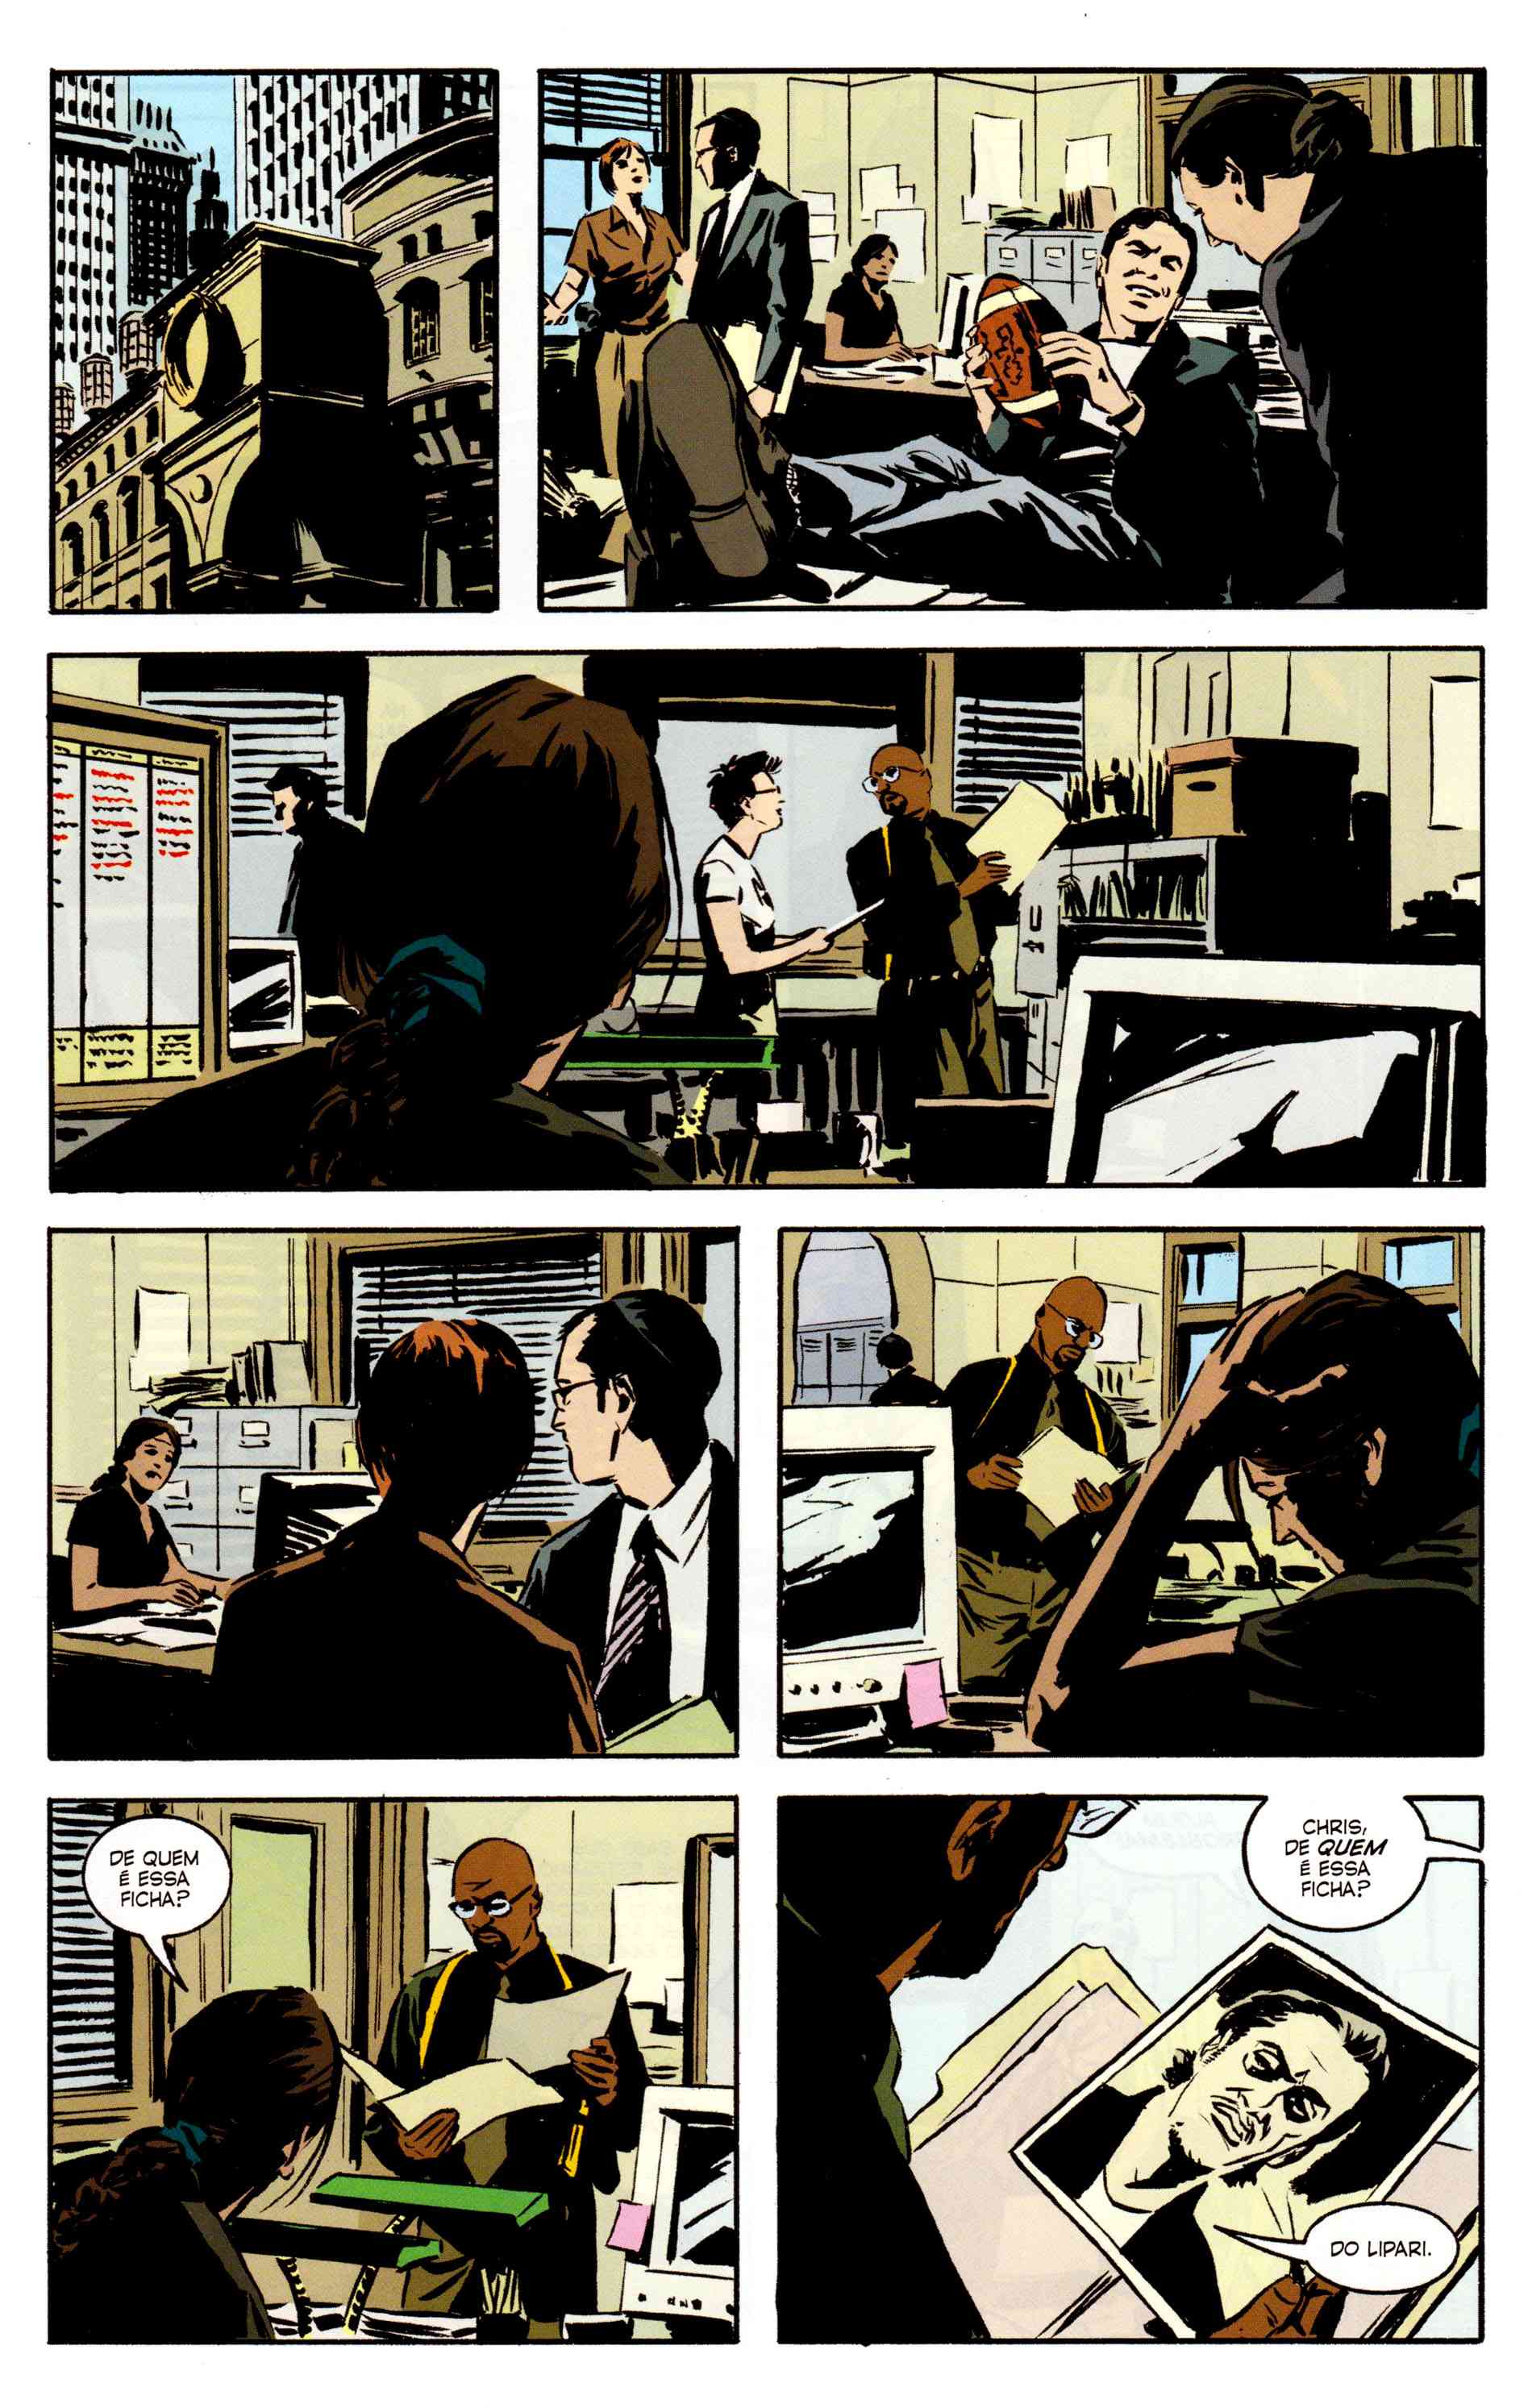 DE QUEM
É ESSA
FICHA?
CHRIS,
DE QUEM
É ESSA
FICHA?
DO LIPARI.